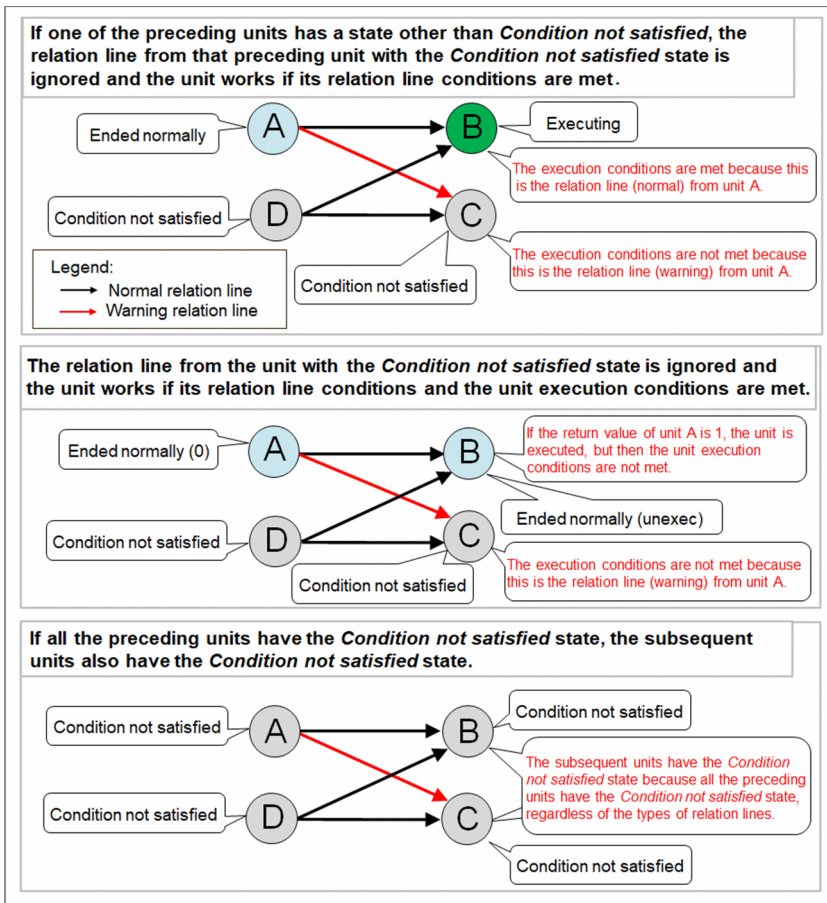 If one of the preceding units has a state other than Condition not satisfied, the
relation line from that preceding unit with the Condition not satisfied state is
ignored and the unit works if its relation line conditions are met.
A
B
Ended normally
Executing
The execution conditions are met because this
is the relation line (normal) from unit A.
Condition not satisfied
D
C
The execution conditions are not met because
this is the relation line (warning) from unit A.
Condition not satisfied
Legend:
Normal relation line
Warning relation line
The relation line from the unit with the Condition not satisfied state is ignored and
the unit works if its relation line conditions and the unit execution conditions are met.
Ended normally (0)
A
B
If the return value of unit A is 1, the unit is
executed, but then the unit execution
conditions are not met.
Ended normally (unexec)
Condition not satisfied
D
C
The execution conditions are not met because
this is the relation line (warning) from unit A.
Condition not satisfied
If all the preceding units have the Condition not satisfied state, the subsequent
units also have the Condition not satisfied state.
Condition not satisfied
A
B
Condition not satisfied
The subsequent units have the Condition
not satisfied state because all the preceding
units have the Condition not satisfied state,
regardless of the types of relation lines.
Condition not satisfied
D
C
Condition not satisfied